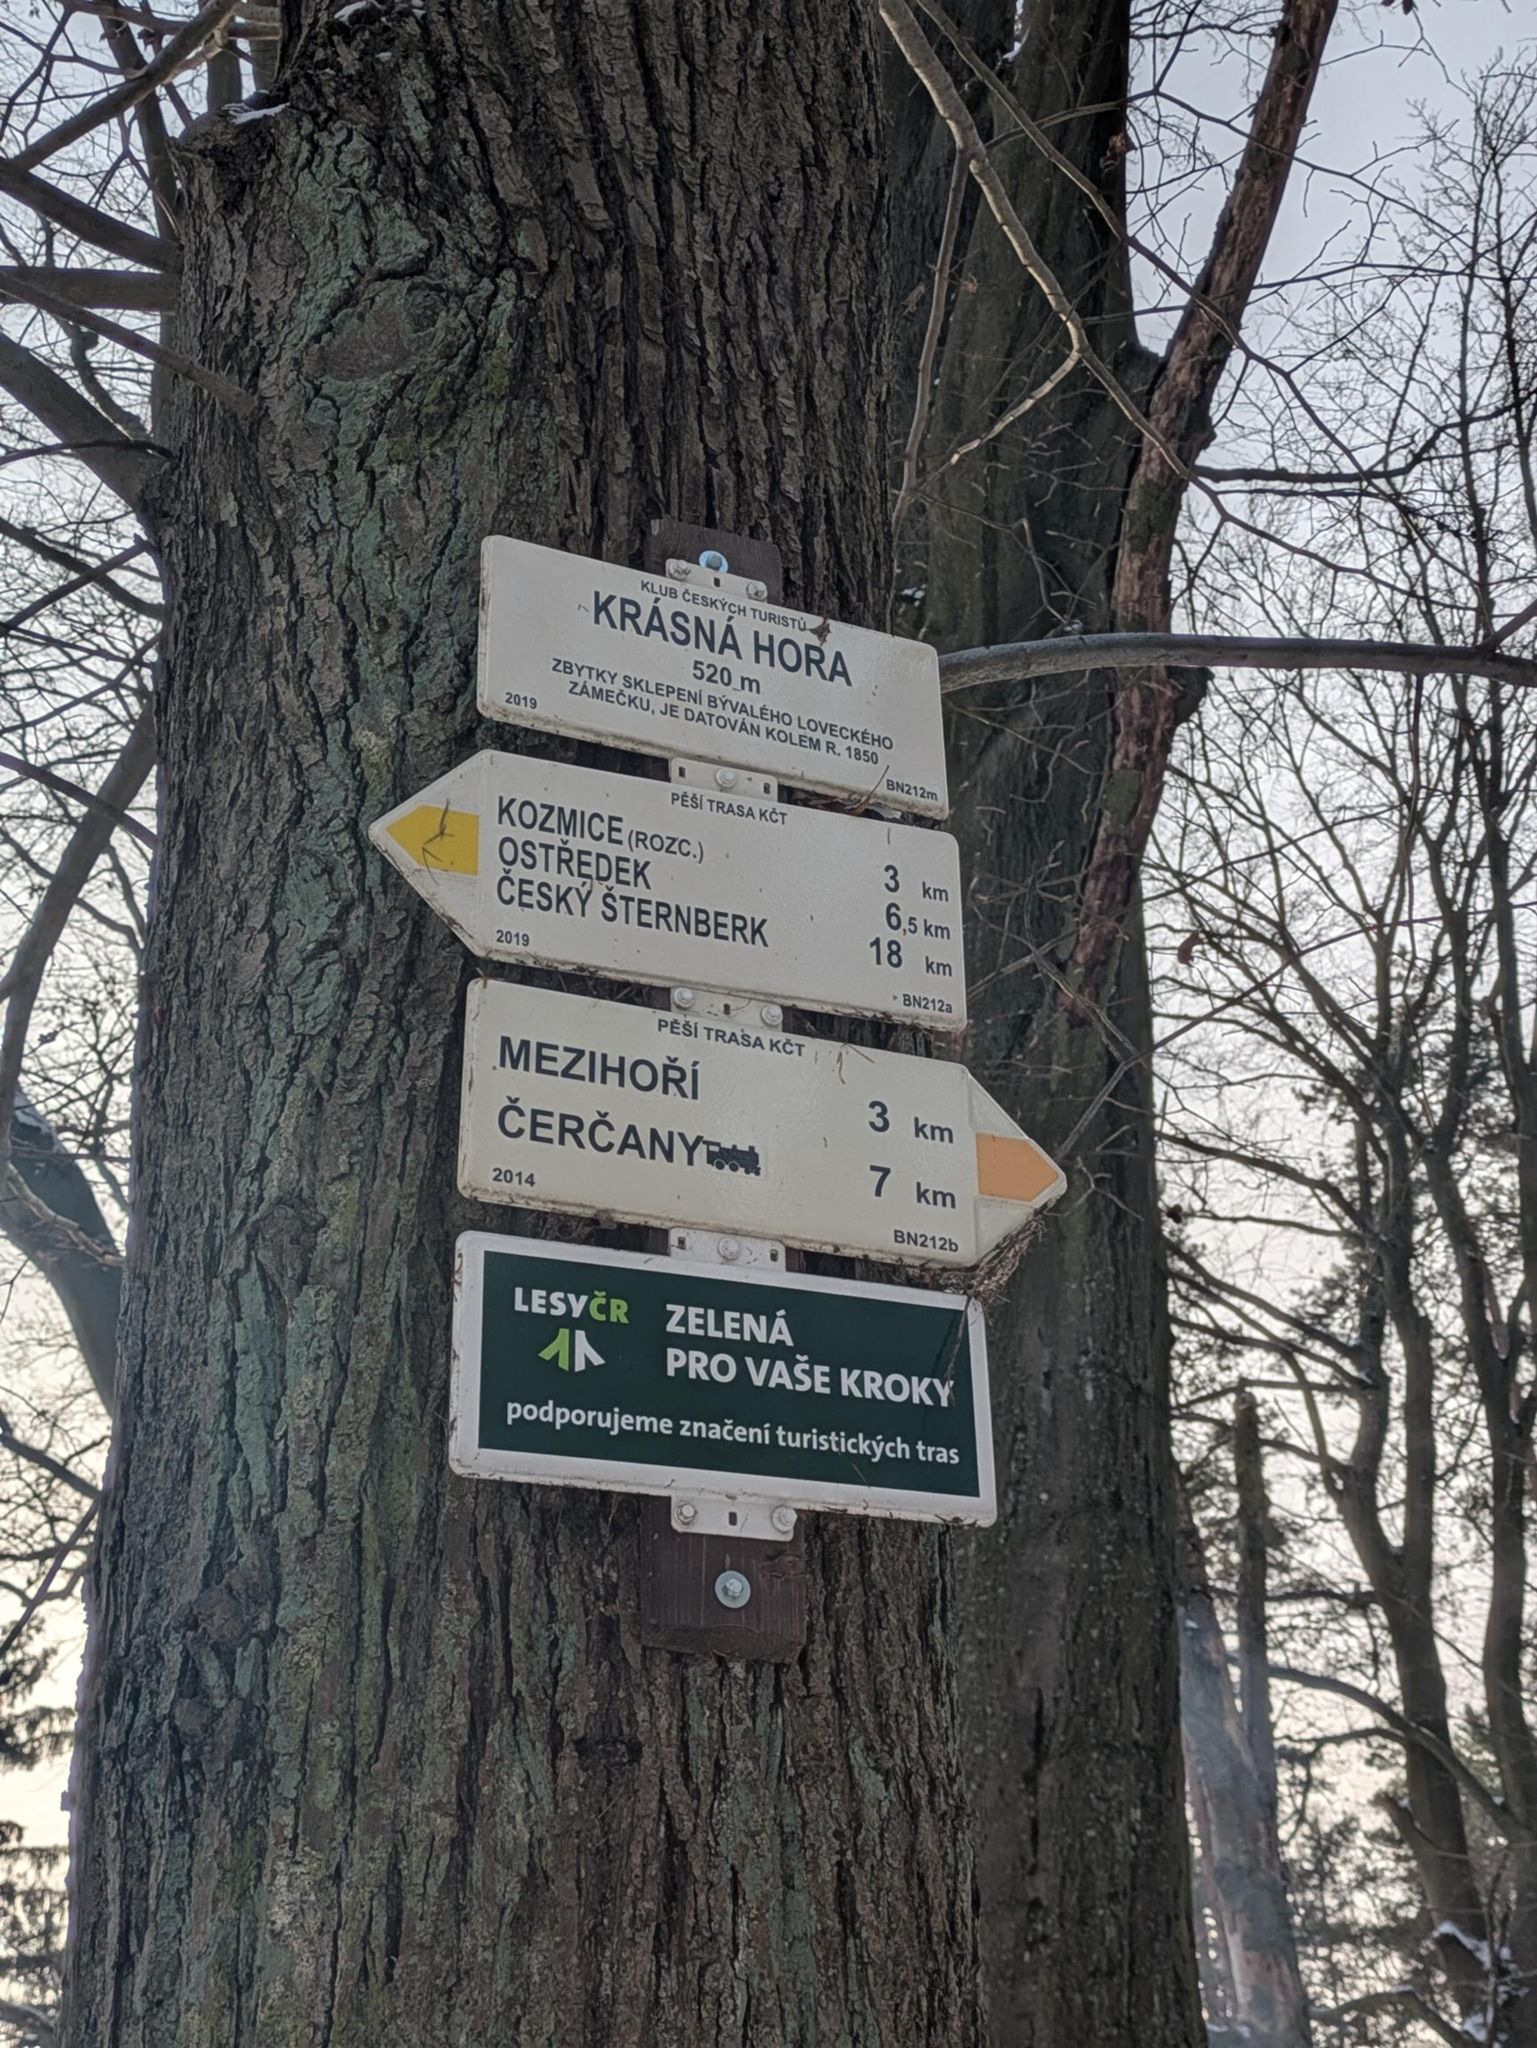 KLUB ČESKÝCH TURISTŮ
KRÁSNÁ HORA
520 m
ZBYTKY SKLEPENÍ BÝVALÉHO LOVECKÉHO
ZÁMEČKU, JE DATOVÁN KOLEM R. 1850
2019
BN212m
PĚŠÍ TRASA KČT
KOZMICE (ROZC.) 3 km
OSTŘEDEK 6,5 km
ČESKÝ ŠTERNBERK 18 km
2019
BN212a
PĚŠÍ TRASA KČT
MEZIHOŘÍ 3 km
ČERČANY 7 km
2014
BN212b
LESYČR
ZELENÁ
PRO VAŠE KROKY
podporujeme značení turistických tras